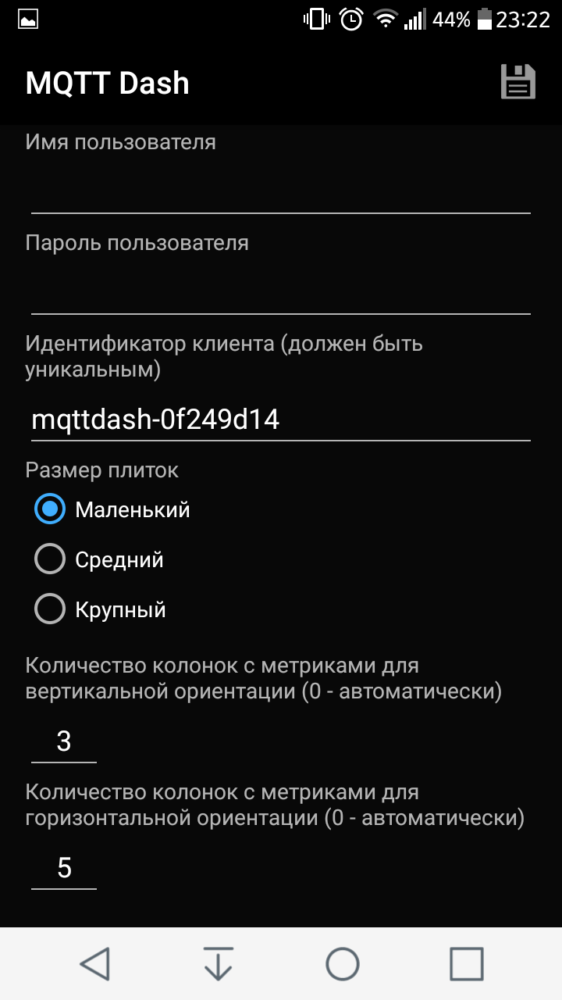 44% 23:22
MQTT Dash
Имя пользователя
Пароль пользователя
Идентификатор клиента (должен быть
уникальным)
mqttdash-0f249d14
Размер плиток
Маленький
Средний
Крупный
Количество колонок с метриками для
вертикальной ориентации (0 - автоматически)
3
Количество колонок с метриками для
горизонтальной ориентации (0 - автоматически)
5